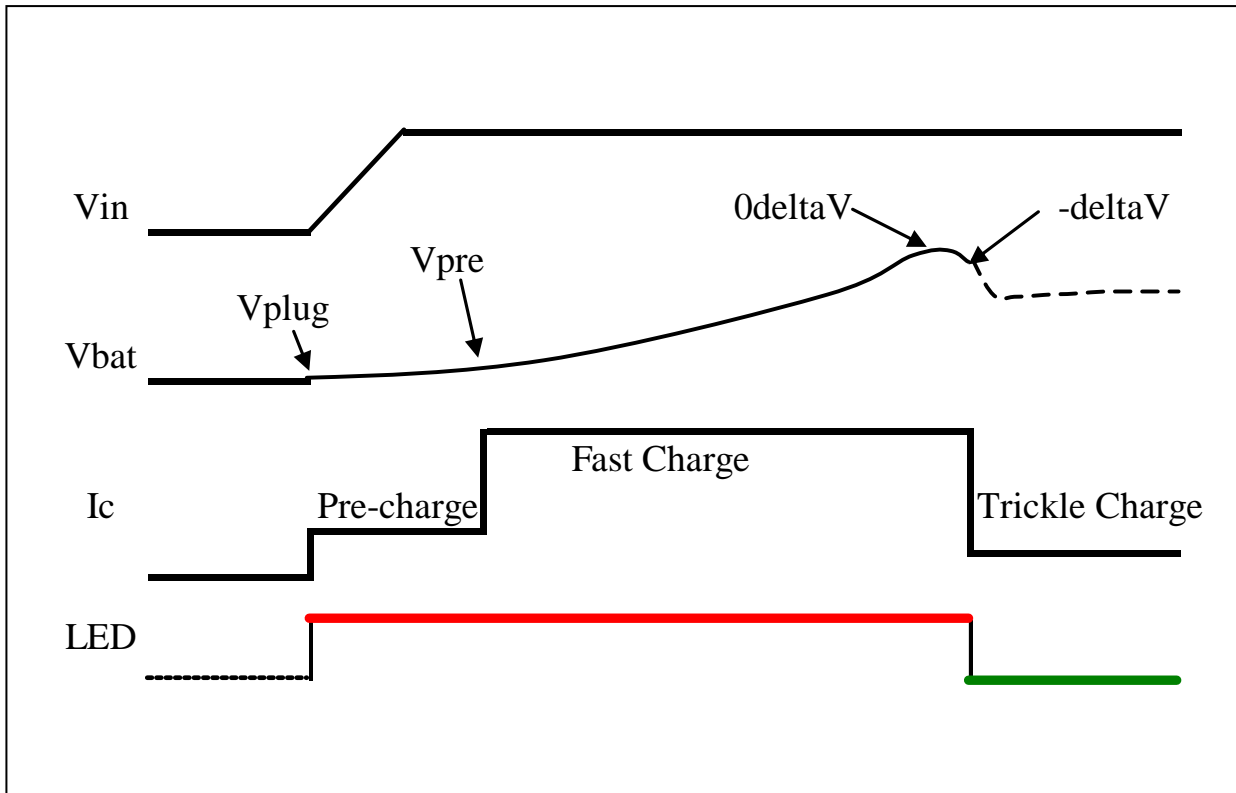 Vin
0deltaV
-deltaV
Vpre
Vplug
Vbat
Fast Charge
Ic
Pre-charge
Trickle Charge
LED